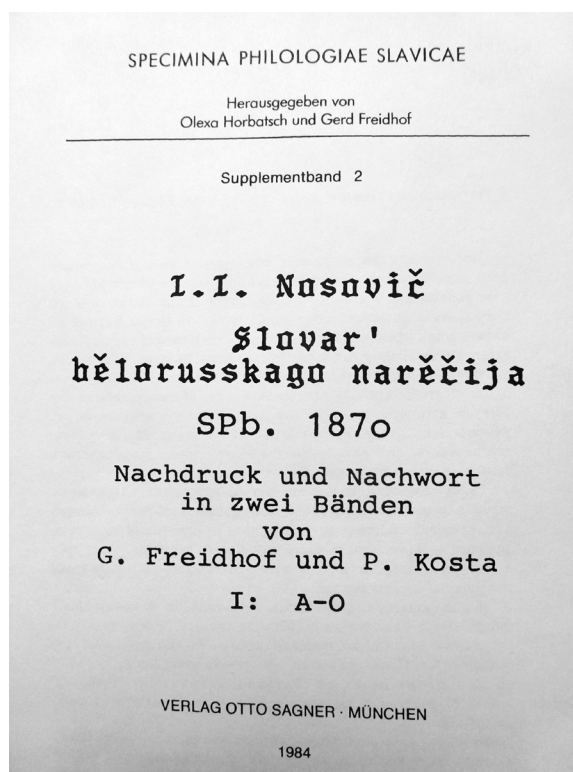 SPECIMINA PHILOLOGIAE SLAVICAE
Herausgegeben von
Olexa Horbatsch und Gerd Freidhof
Supplementband 2
I.I. Nosovič
Slovar'
bělorusskago narěčija
SPb. 187o
Nachdruck und Nachwort
in zwei Bänden
von
G. Freidhof und P. Kosta
I: A-O
VERLAG OTTO SAGNER · MÜNCHEN
1984